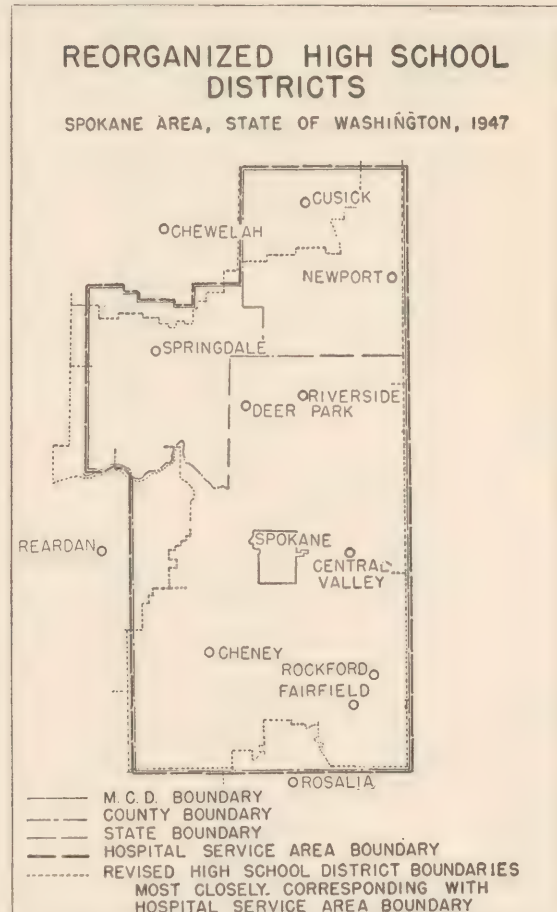 REORGANIZED HIGH SCHOOL
DISTRICTS
SPOKANE AREA, STATE OF WASHINGTON, 1947
CUSICK
CHEWELAH
NEWPORT
SPRINGDALE
RIVERSIDE
DEER PARK
SPOKANE
REARDAN
CENTRAL
VALLEY
CHENEY
ROCKFORD
FAIRFIELD
ROSALIA
M. C. D. BOUNDARY
COUNTY BOUNDARY
STATE BOUNDARY
HOSPITAL SERVICE AREA BOUNDARY
REVISED HIGH SCHOOL DISTRICT BOUNDARIES
MOST CLOSELY. CORRESPONDING WITH
HOSPITAL SERVICE AREA BOUNDARY